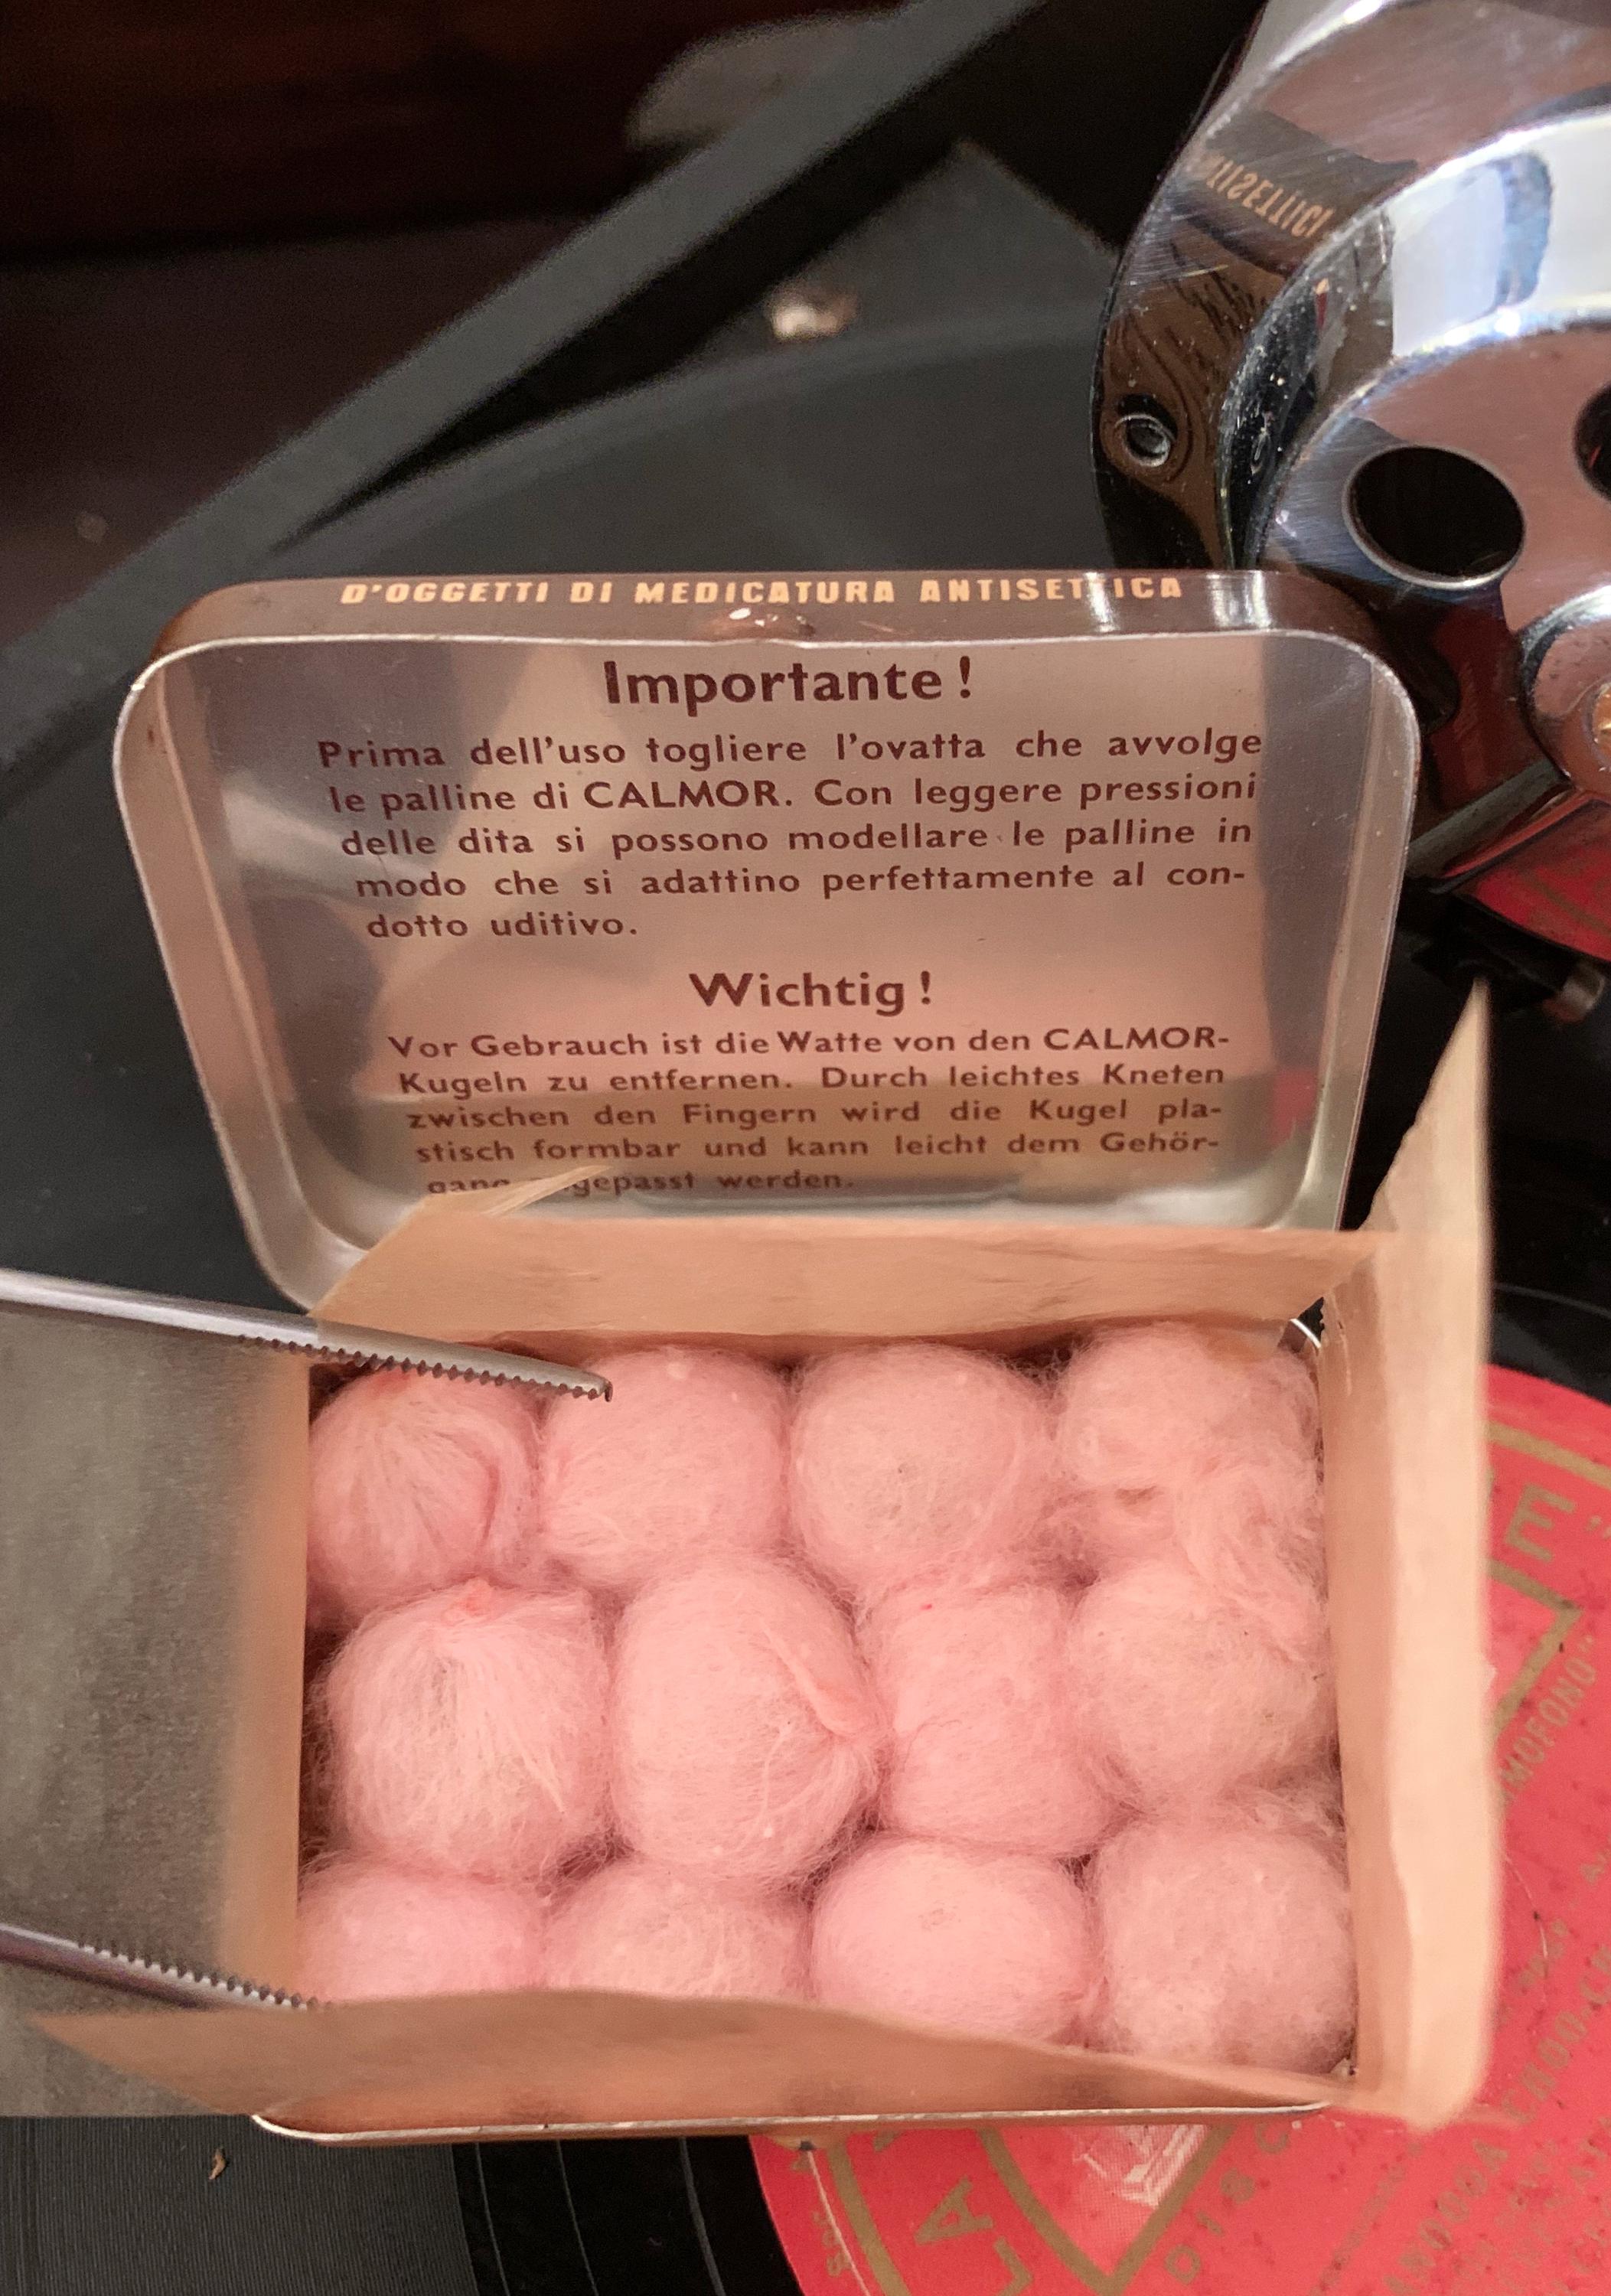 D'OGGETTI DI MEDICATURA ANTISETTICA
Importante!
Prima dell'uso togliere l'ovatta che avvolge
le palline di CALMOR. Con leggere pressioni
delle dita si possono modellare le palline in
modo che si adattino perfettamente al con-
dotto uditivo.
Wichtig!
Vor Gebrauch ist die Watte von den CALMOR-
Kugeln zu entfernen. Durch leichtes Kneten
zwischen den Fingern wird die Kugel pla-
stisch formbar und kann leicht dem Gehör-
gepasst werden.